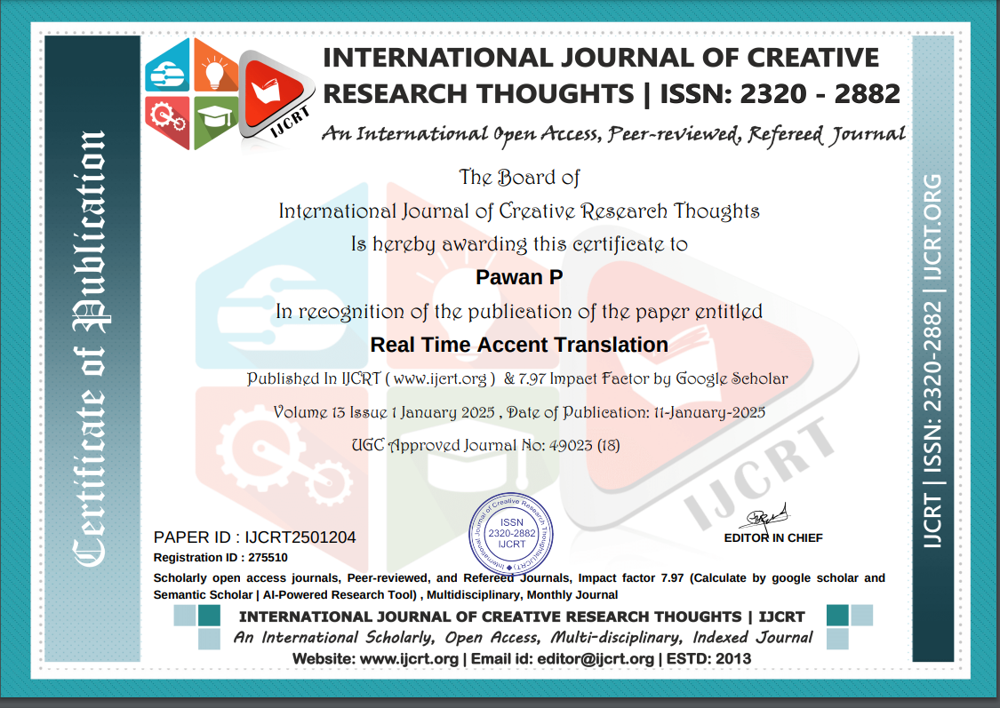 Certificate of Publication
IJCRT
INTERNATIONAL JOURNAL OF CREATIVE
RESEARCH THOUGHTS | ISSN: 2320 - 2882
An International Open Access, Peer-reviewed, Refereed Journal
The Board of
International Journal of Creative Research Thoughts
Is hereby awarding this certificate to
Pawan P
In recognition of the publication of the paper entitled
Real Time Accent Translation
Published In IJCRT ( www.ijcrt.org ) & 7.97 Impact Factor by Google Scholar
Volume 13 Issue 1 January 2025 , Date of Publication: 11-January-2025
UGC Approved Journal No: 49023 (18)
IJCRT
International Journal of Creative Research Thoughts (IJCRT)
ISSN
2320-2882
IJCRT
PAPER ID : IJCRT2501204
Registration ID : 275510
EDITOR IN CHIEF
Scholarly open access journals, Peer-reviewed, and Refereed Journals, Impact factor 7.97 (Calculate by google scholar and
Semantic Scholar | AI-Powered Research Tool) , Multidisciplinary, Monthly Journal
INTERNATIONAL JOURNAL OF CREATIVE RESEARCH THOUGHTS | IJCRT
An International Scholarly, Open Access, Multi-disciplinary, Indexed Journal
Website: www.ijcrt.org | Email id: editor@ijcrt.org | ESTD: 2013
IJCRT | ISSN: 2320-2882 | IJCRT.ORG